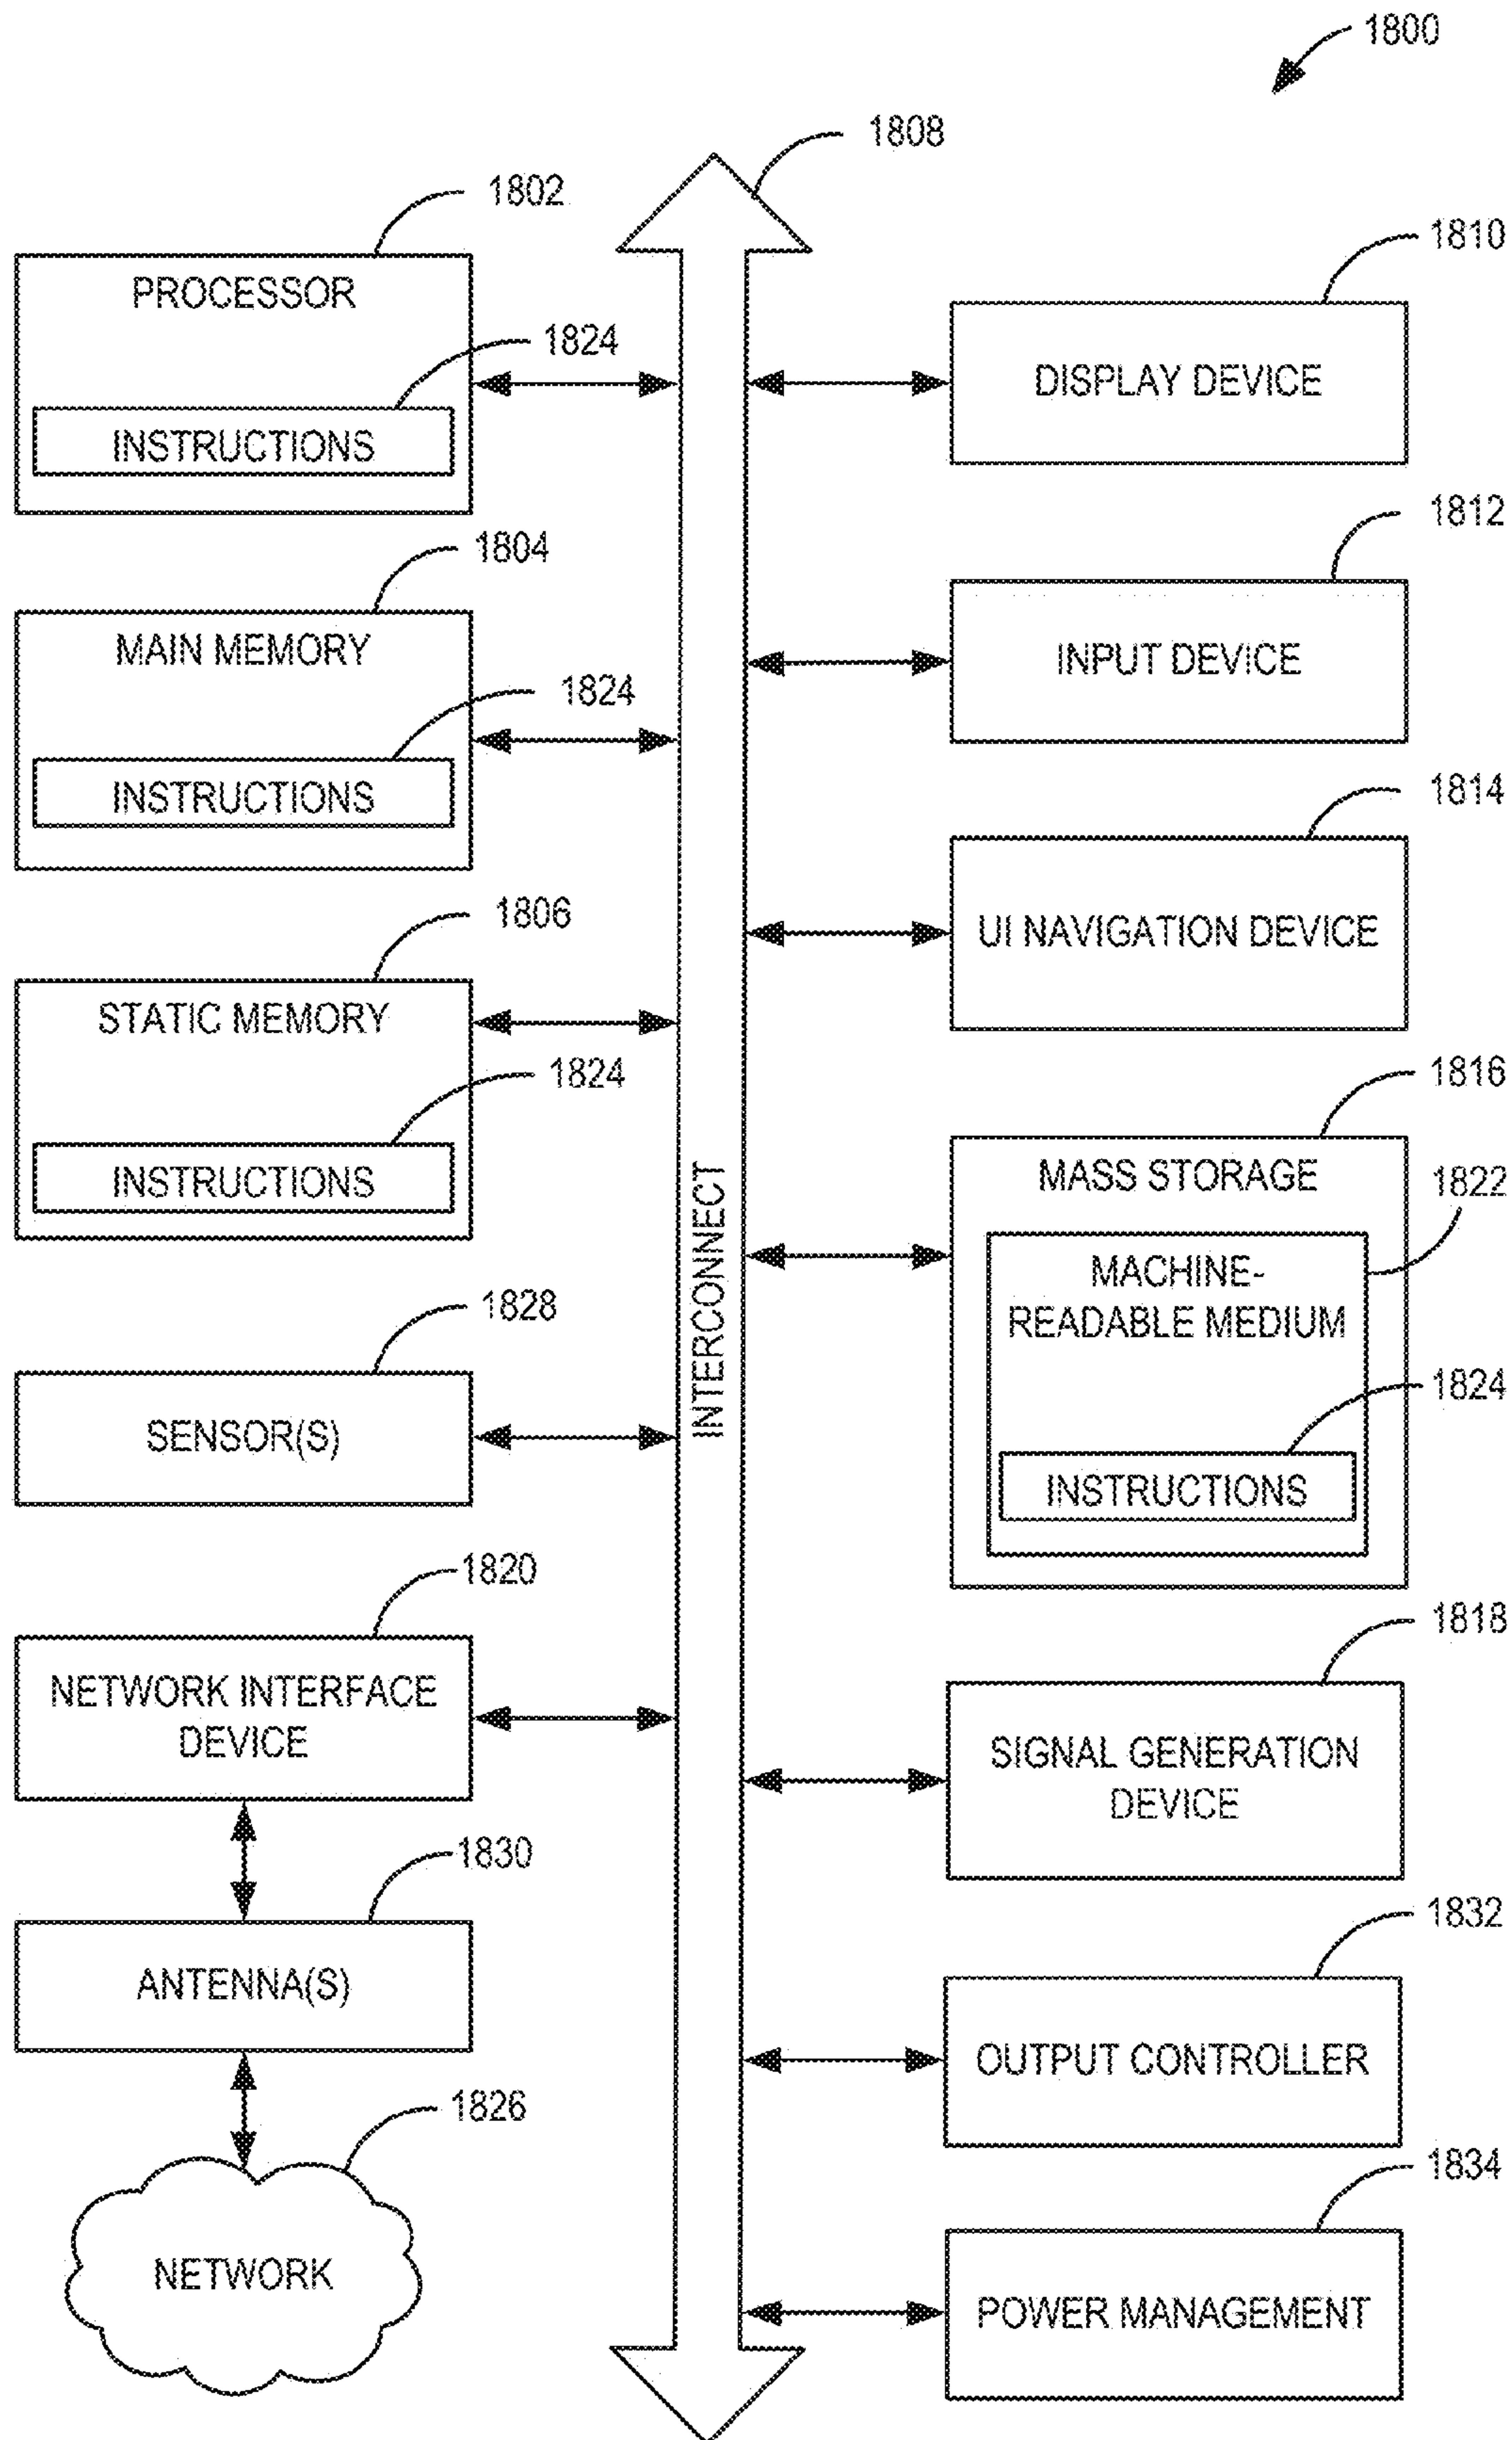 1800
1808
1802
PROCESSOR
1824
INSTRUCTIONS
1804
MAIN MEMORY
1824
INSTRUCTIONS
1806
STATIC MEMORY
1824
INSTRUCTIONS
1828
SENSOR(S)
1820
NETWORK INTERFACE
DEVICE
1830
ANTENNA(S)
1826
NETWORK
INTERCONNECT
1810
DISPLAY DEVICE
1812
INPUT DEVICE
1814
UI NAVIGATION DEVICE
1816
MASS STORAGE
1822
MACHINE-
READABLE MEDIUM
1824
INSTRUCTIONS
1818
SIGNAL GENERATION
DEVICE
1832
OUTPUT CONTROLLER
1834
POWER MANAGEMENT